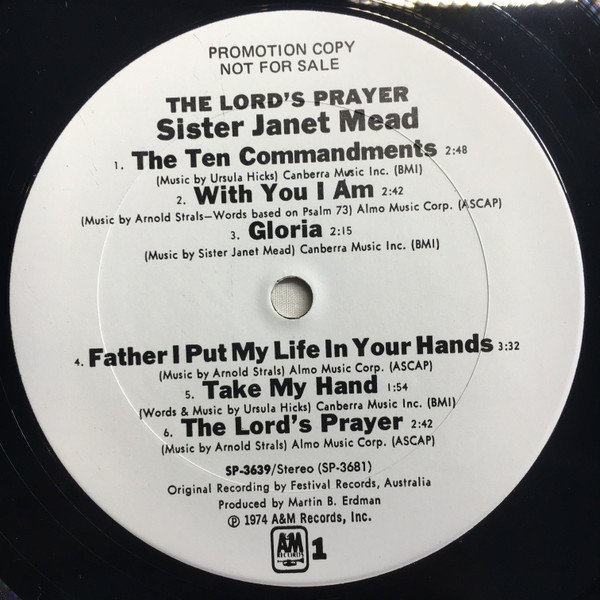 PROMOTION COPY
NOT FOR SALE
THE LORD'S PRAYER
Sister Janet Mead
1. The Ten Commandments 2:48
(Music by Ursula Hicks) Canberra Music Inc. (BMI)
2. With You I Am 2:42
(Music by Arnold Strals—Words based on Psalm 73) Almo Music Corp. (ASCAP)
3. Gloria 2:15
(Music by Sister Janet Mead) Canberra Music Inc. (BMI)
4. Father I Put My Life In Your Hands 3:32
(Music by Arnold Strals) Almo Music Corp. (ASCAP)
5. Take My Hand 1:54
(Words & Music by Ursula Hicks) Canberra Music Inc. (BMI)
6. The Lord's Prayer 2:42
(Music by Arnold Strals) Almo Music Corp. (ASCAP)
SP-3639/Stereo (SP-3681)
Original Recording by Festival Records, Australia
Produced by Martin B. Erdman
℗ 1974 A&M Records, Inc.
A&M RECORDS 1